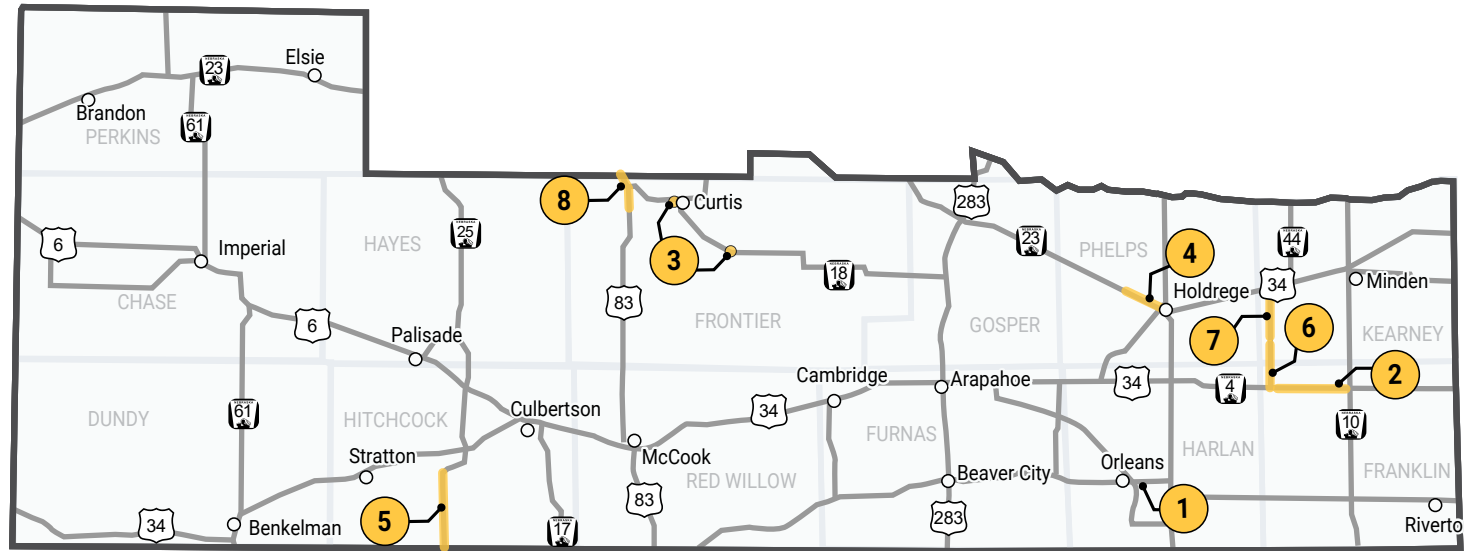 Elsie
23
Brandon
PERKINS
61
8
Curtis
283
6
Imperial
HAYES
25
3
23
PHELPS
4
44
18
Holdrege
34
Minden
CHASE
83
FRONTIER
GOSPER
7
6
KEARNEY
6
Palisade
Cambridge
Arapahoe
34
4
2
DUNDY
61
HITCHCOCK
Culbertson
34
FURNAS
10
Stratton
McCook
RED WILLOW
Beaver City
Orleans
HARLAN
FRANKLIN
34
Benkelman
5
17
83
283
1
Riverto